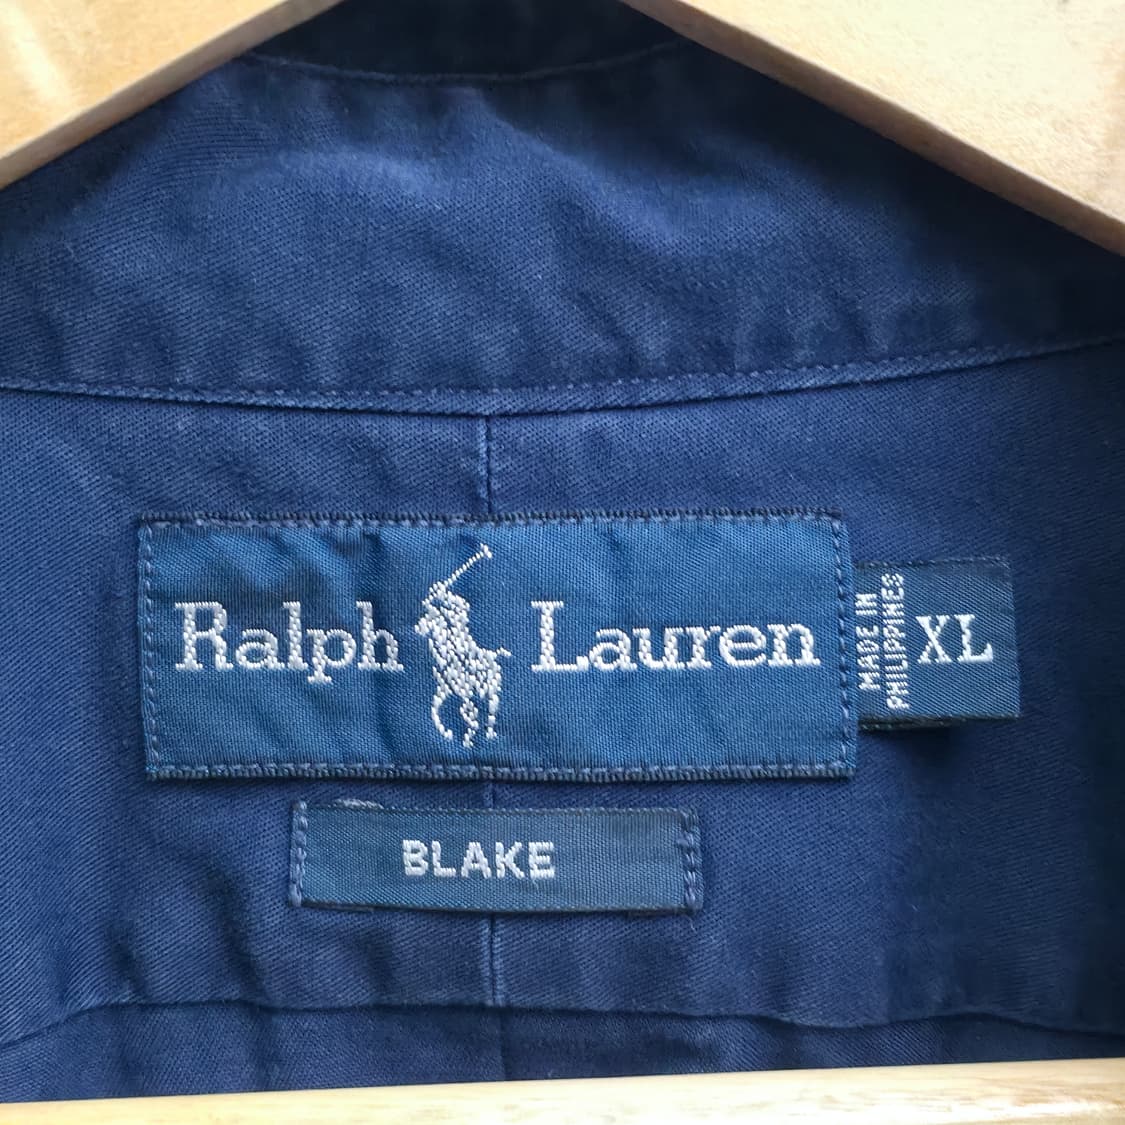 Ralph Lauren
MADE IN
PHILIPPINES
XL
BLAKE